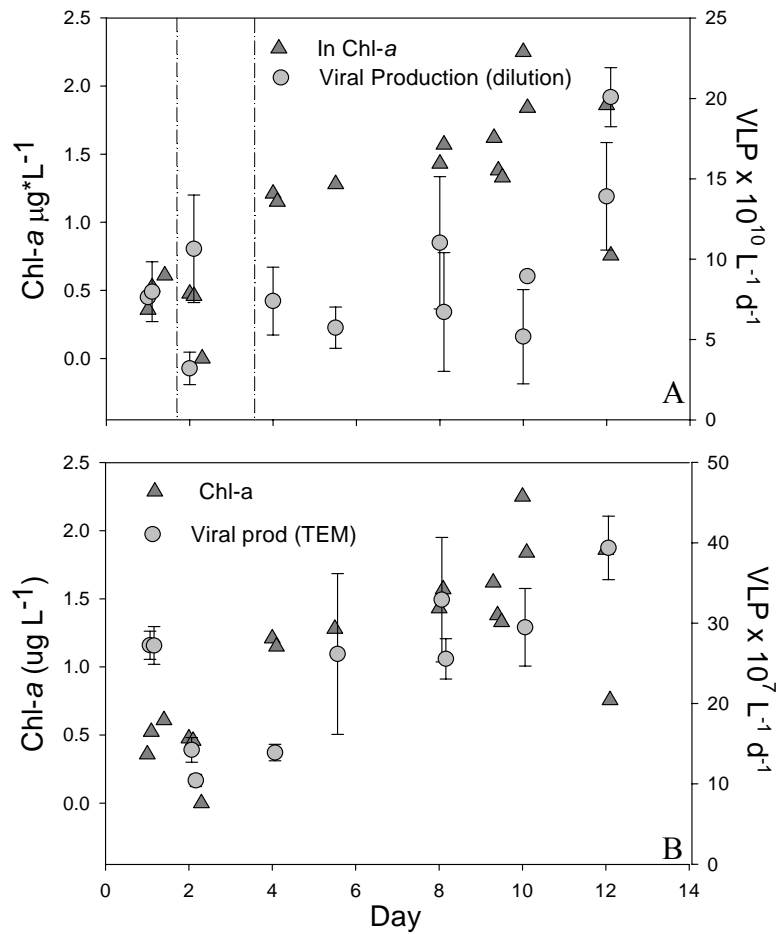 2.5
2.0
1.5
1.0
0.5
0.0
Chl-a µg*L-1
In Chl-a
Viral Production (dilution)
25
20
15
10
5
0
VLP x 10^10 L-1 d-1
A
2.5
2.0
1.5
1.0
0.5
0.0
Chl-a (ug L-1)
Chl-a
Viral prod (TEM)
50
40
30
20
10
0
VLP x 10^7 L-1 d-1
B
0 2 4 6 8 10 12 14
Day